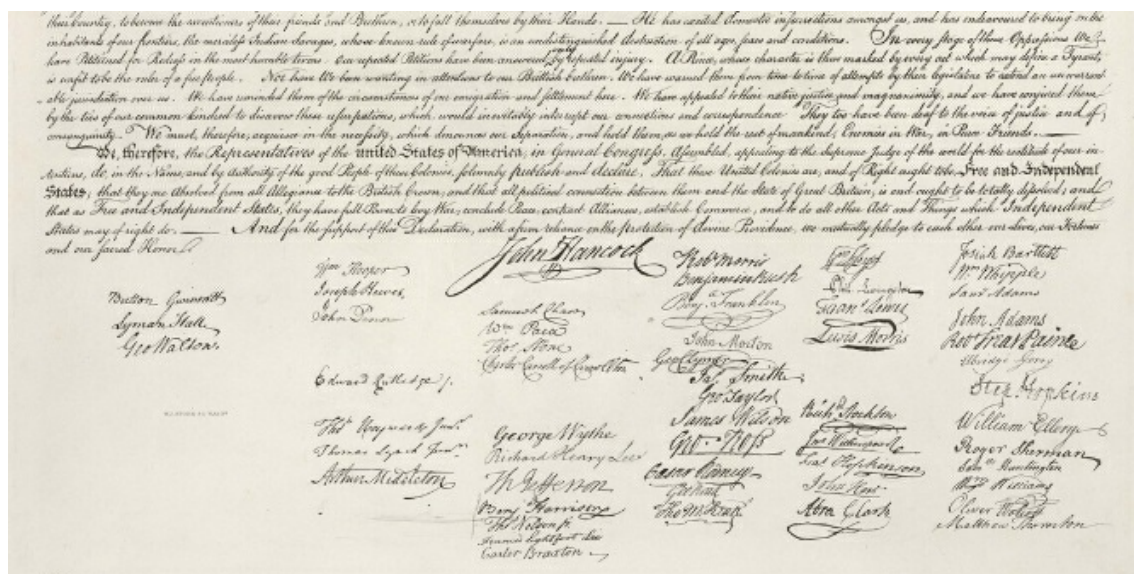 their Country, to become the executioners of their friends and Brethren, or to fall themselves by their Hands. — He has excited domestic insurrections amongst us, and has endeavoured to bring on the
inhabitants of our frontiers, the merciless Indian Savages, whose known rule of warfare, is an undistinguished destruction of all ages, sexes and conditions. In every stage of these Oppressions We
have Petitioned for Redress in the most humble terms: Our repeated Petitions have been answered only by repeated injury. A Prince, whose character is thus marked by every act which may define a Tyrant,
is unfit to be the ruler of a free people. Nor have We been wanting in attentions to our Brittish brethren. We have warned them from time to time of attempts by their legislature to extend an unwarrant-
able jurisdiction over us. We have reminded them of the circumstances of our emigration and settlement here. We have appealed to their native justice and magnanimity, and we have conjured them
by the ties of our common kindred to disavow these usurpations, which would inevitably interrupt our connections and correspondence They too have been deaf to the voice of justice and of
consanguinity. We must, therefore, acquiesce in the necessity, which denounces our Separation, and hold them, as we hold the rest of mankind, Enemies in War, in Peace Friends. —
We, therefore, the Representatives of the united States of America, in General Congress, Assembled, appealing to the Supreme Judge of the world for the rectitude of our in-
tentions, do, in the Name, and by Authority of the good People of these Colonies, solemnly publish and declare, That these United Colonies are, and of Right ought to be Free and Independent
States; that they are Absolved from all Allegiance to the British Crown, and that all political connection between them and the State of Great Britain, is and ought to be totally dissolved; and
that as Free and Independent States, they have full Power to levy War, conclude Peace, contract Alliances, establish Commerce, and to do all other Acts and Things which Independent
States may of right do. — And for the support of this Declaration, with a firm reliance on the protection of divine Providence, we mutually pledge to each other our Lives, our Fortunes
and our sacred Honor.
Button Gwinnett
Lyman Hall
Geo Walton.
Wm Hooper
Joseph Hewes,
John Penn
Edward Rutledge /.
Thos Heyward Junr.
Thomas Lynch Junr.
Arthur Middleton
John Hancock
Samuel Chase
Wm Paca
Thos Stone
Charles Carroll of Carrollton
George Wythe
Richard Henry Lee
Th Jefferson
Benj Harrison
Thos Nelson jr.
Francis Lightfoot Lee
Carter Braxton
Robt Morris
Benjamin Rush
Benja Franklin
John Morton
Geo Clymer
Jas Smith
Geo Taylor
James Wilson
Geo. Ross
Caesar Rodney
Geo Read
Tho M:Kean
Wm Floyd
Phil. Livingston
Frans Lewis
Lewis Morris
Richd Stockton
Jno Witherspoon
Fras Hopkinson
John Hart
Abra Clark
Josiah Bartlett
Wm Whipple
Saml Adams
John Adams
Robt Treat Paine
Elbridge Gerry
Step. Hopkins
William Ellery
Roger Sherman
Saml Huntington
Wm Williams
Oliver Wolcott
Matthew Thornton